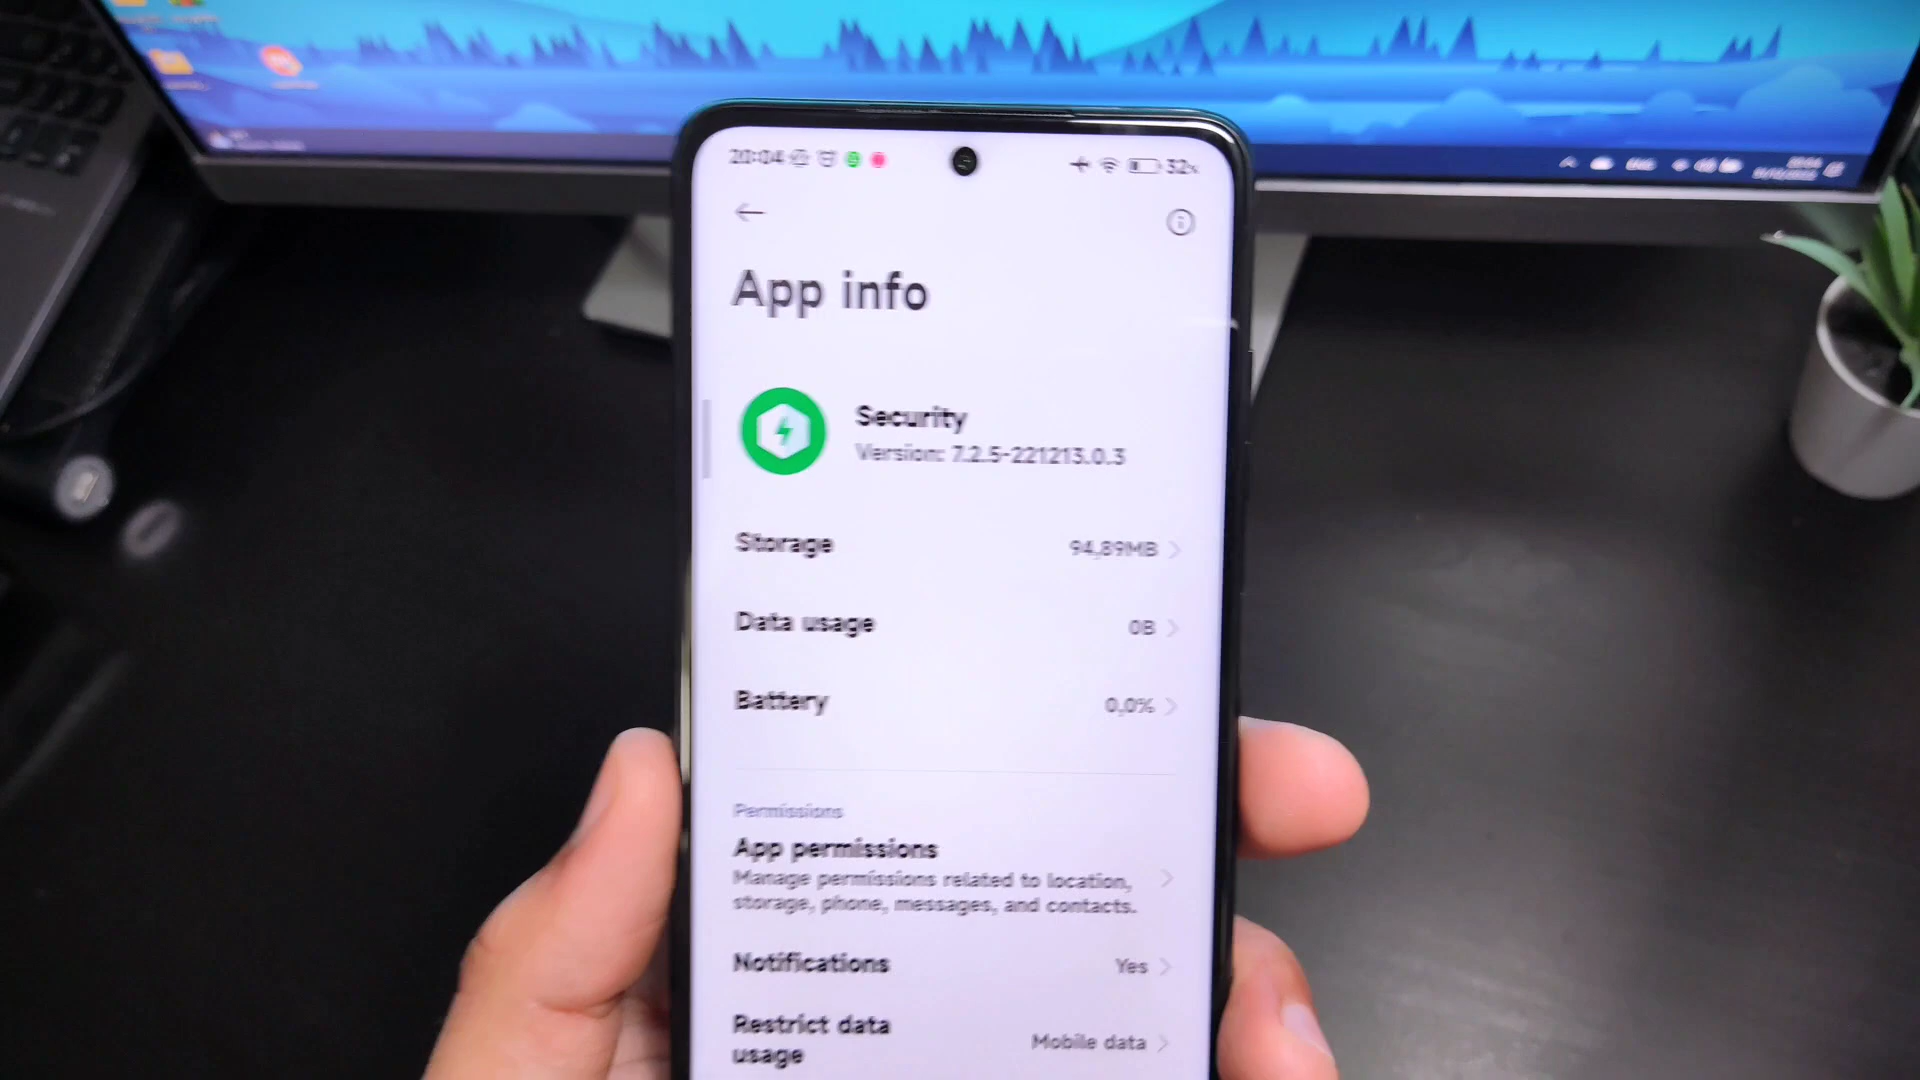 20:04
32%
App info
Security
Version: 7.2.5-221213.0.3
Storage 94,89MB
Data usage 0B
Battery 0,0%
Permissions
App permissions
Manage permissions related to location,
storage, phone, messages, and contacts.
Notifications Yes
Restrict data
usage
Mobile data